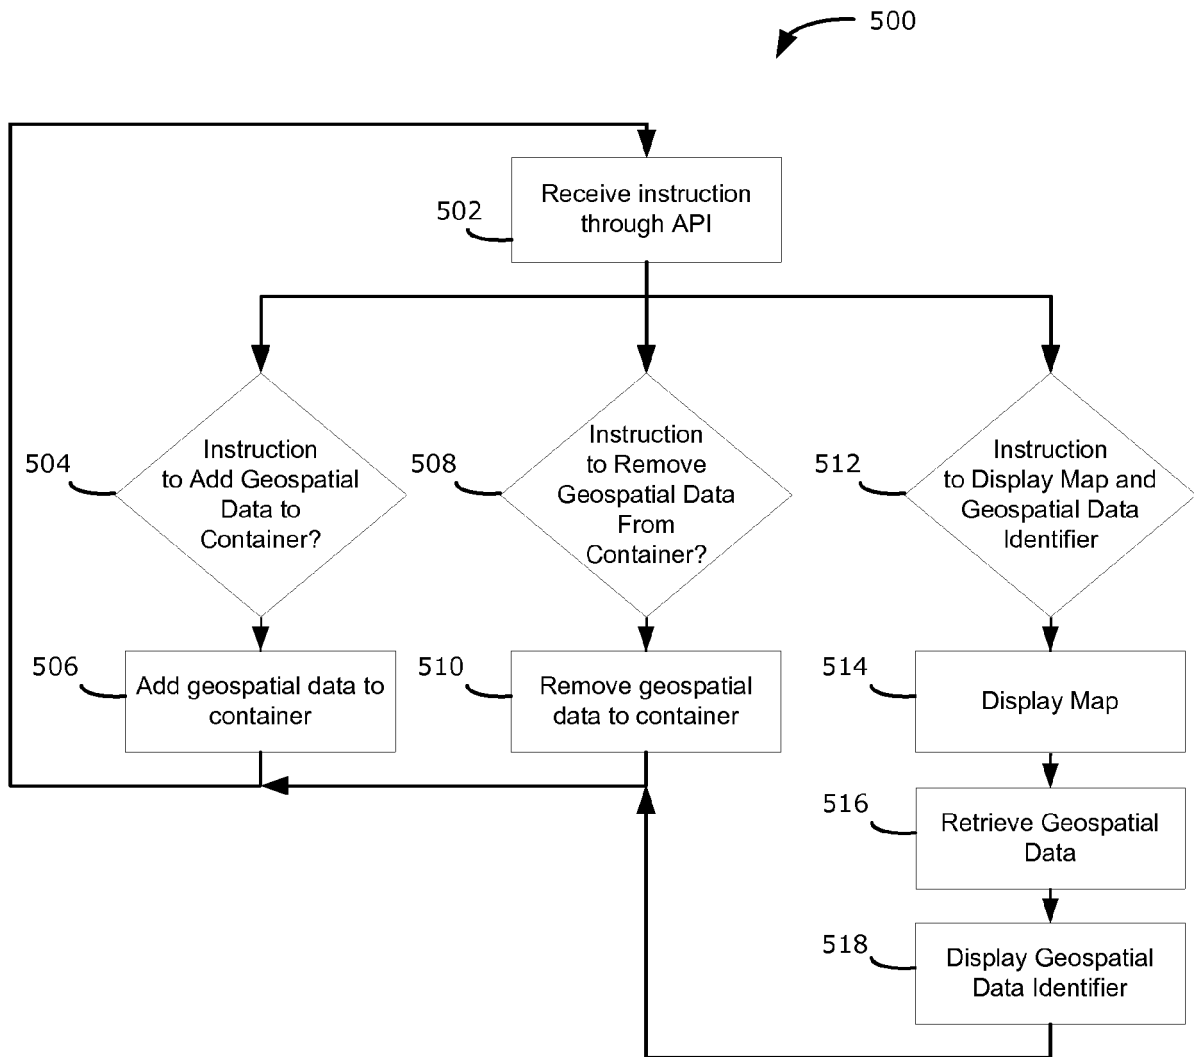 500
Receive instruction
through API
502
Instruction
to Add Geospatial
Data to
Container?
504
Instruction
to Remove
Geospatial Data
From
Container?
508
Instruction
to Display Map and
Geospatial Data
Identifier
512
506
Add geospatial data to
container
510
Remove geospatial
data to container
514
Display Map
516
Retrieve Geospatial
Data
518
Display Geospatial
Data Identifier